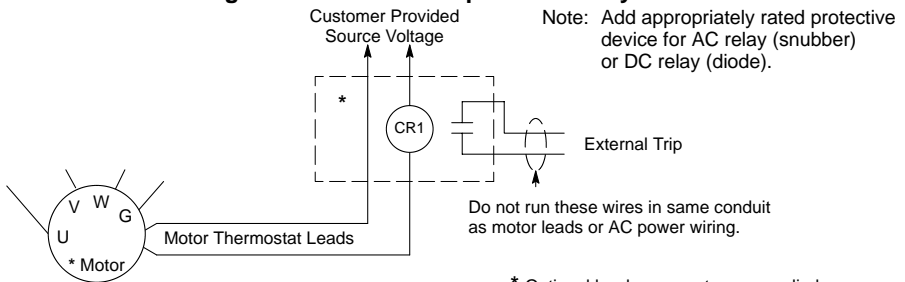 Customer Provided
Source Voltage
Note: Add appropriately rated protective
device for AC relay (snubber)
or DC relay (diode).
*
CR1
External Trip
Do not run these wires in same conduit
as motor leads or AC power wiring.
V W
U G
* Motor
Motor Thermostat Leads